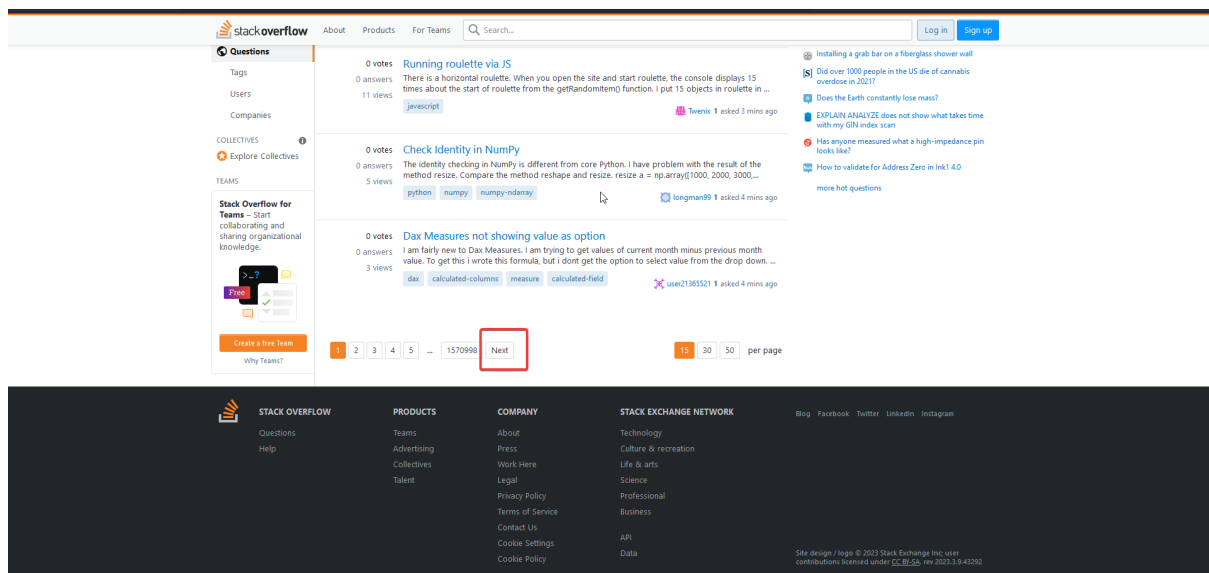 stackoverflow About Products For Teams Search... Log in Sign up
Questions
Tags
Users
Companies
COLLECTIVES
Explore Collectives
TEAMS
Stack Overflow for
Teams – Start
collaborating and
sharing organizational
knowledge.
>_?
Free
Create a free Team
Why Teams?
0 votes
0 answers
11 views
Running roulette via JS
There is a horizontal roulette. When you open the site and start roulette, the console displays 15
times about the start of roulette from the getRandomItem() function. I put 15 objects in roulette in ...
javascript
Twenix 1 asked 3 mins ago
0 votes
0 answers
5 views
Check Identity in NumPy
The identity checking in NumPy is different from core Python. I have problem with the result of the
method resize. Compare the method reshape and resize. resize a = np.array([1000, 2000, 3000,...
python numpy numpy-ndarray
longman99 1 asked 4 mins ago
0 votes
0 answers
3 views
Dax Measures not showing value as option
I am fairly new to Dax Measures. I am trying to get values of current month minus previous month
value. To get this i wrote this formula, but i dont get the option to select value from the drop down. ...
dax calculated-columns measure calculated-field
user21365521 1 asked 4 mins ago
1 2 3 4 5 ... 1570998 Next
15 30 50 per page
Installing a grab bar on a fiberglass shower wall
Did over 1000 people in the US die of cannabis
overdose in 2021?
Does the Earth constantly lose mass?
EXPLAIN ANALYZE does not show what takes time
with my GIN index scan
Has anyone measured what a high-impedance pin
looks like?
How to validate for Address Zero in Ink! 4.0
more hot questions
STACK OVERFLOW
Questions
Help
PRODUCTS
Teams
Advertising
Collectives
Talent
COMPANY
About
Press
Work Here
Legal
Privacy Policy
Terms of Service
Contact Us
Cookie Settings
Cookie Policy
STACK EXCHANGE NETWORK
Technology
Culture & recreation
Life & arts
Science
Professional
Business
API
Data
Blog Facebook Twitter LinkedIn Instagram
Site design / logo © 2023 Stack Exchange Inc; user
contributions licensed under CC BY-SA. rev 2023.3.9.43292